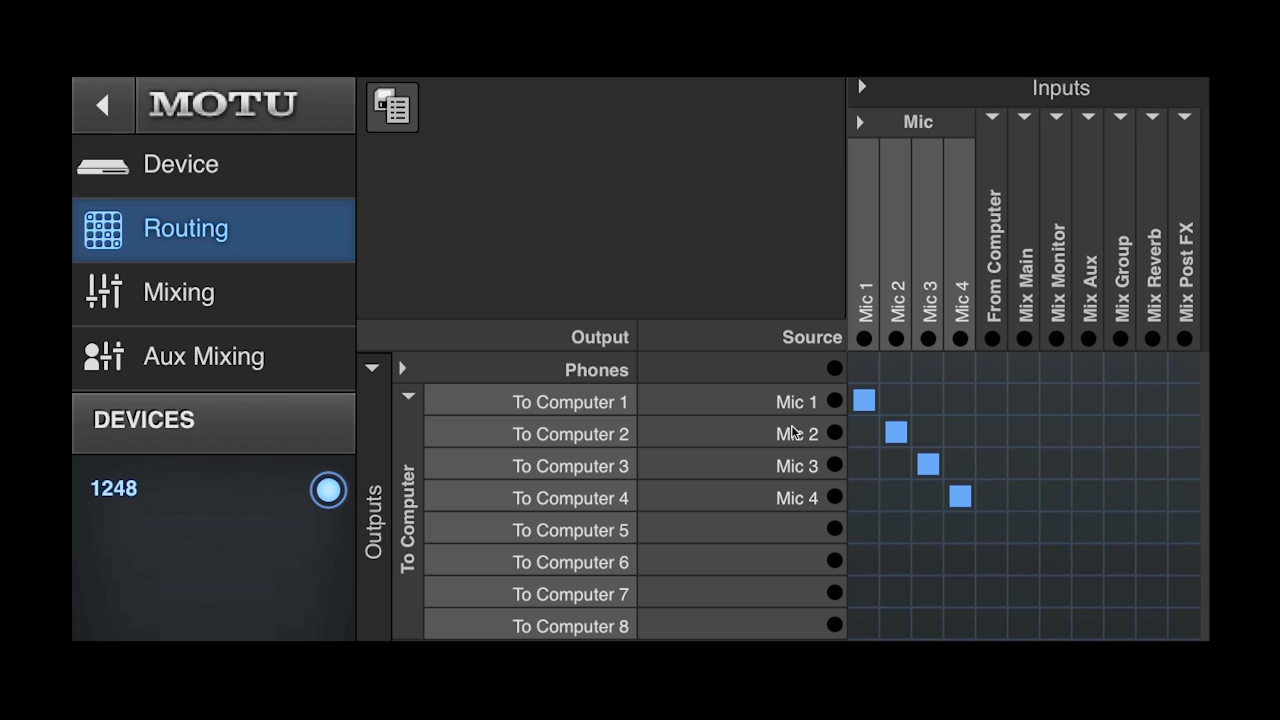 MOTU
Device
Routing
Mixing
Aux Mixing
DEVICES
1248
Inputs
Mic
Mic 1
Mic 2
Mic 3
Mic 4
From Computer
Mix Main
Mix Monitor
Mix Aux
Mix Group
Mix Reverb
Mix Post FX
Output Source
Outputs
Phones
To Computer
To Computer 1 Mic 1
To Computer 2 Mic 2
To Computer 3 Mic 3
To Computer 4 Mic 4
To Computer 5
To Computer 6
To Computer 7
To Computer 8